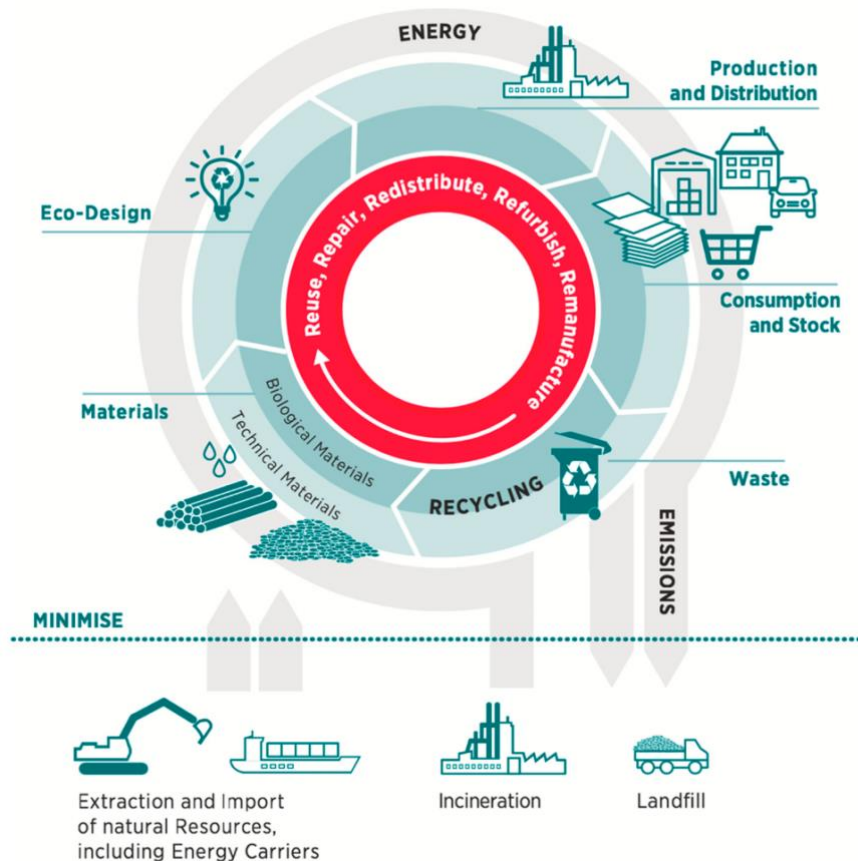 ENERGY
Production
and Distribution
Eco-Design
Reuse, Repair, Redistribute, Refurbish, Remanufacture
Consumption
and Stock
Materials
Biological Materials
Technical Materials
RECYCLING
Waste
EMISSIONS
MINIMISE
Extraction and Import
of natural Resources,
including Energy Carriers
Incineration
Landfill